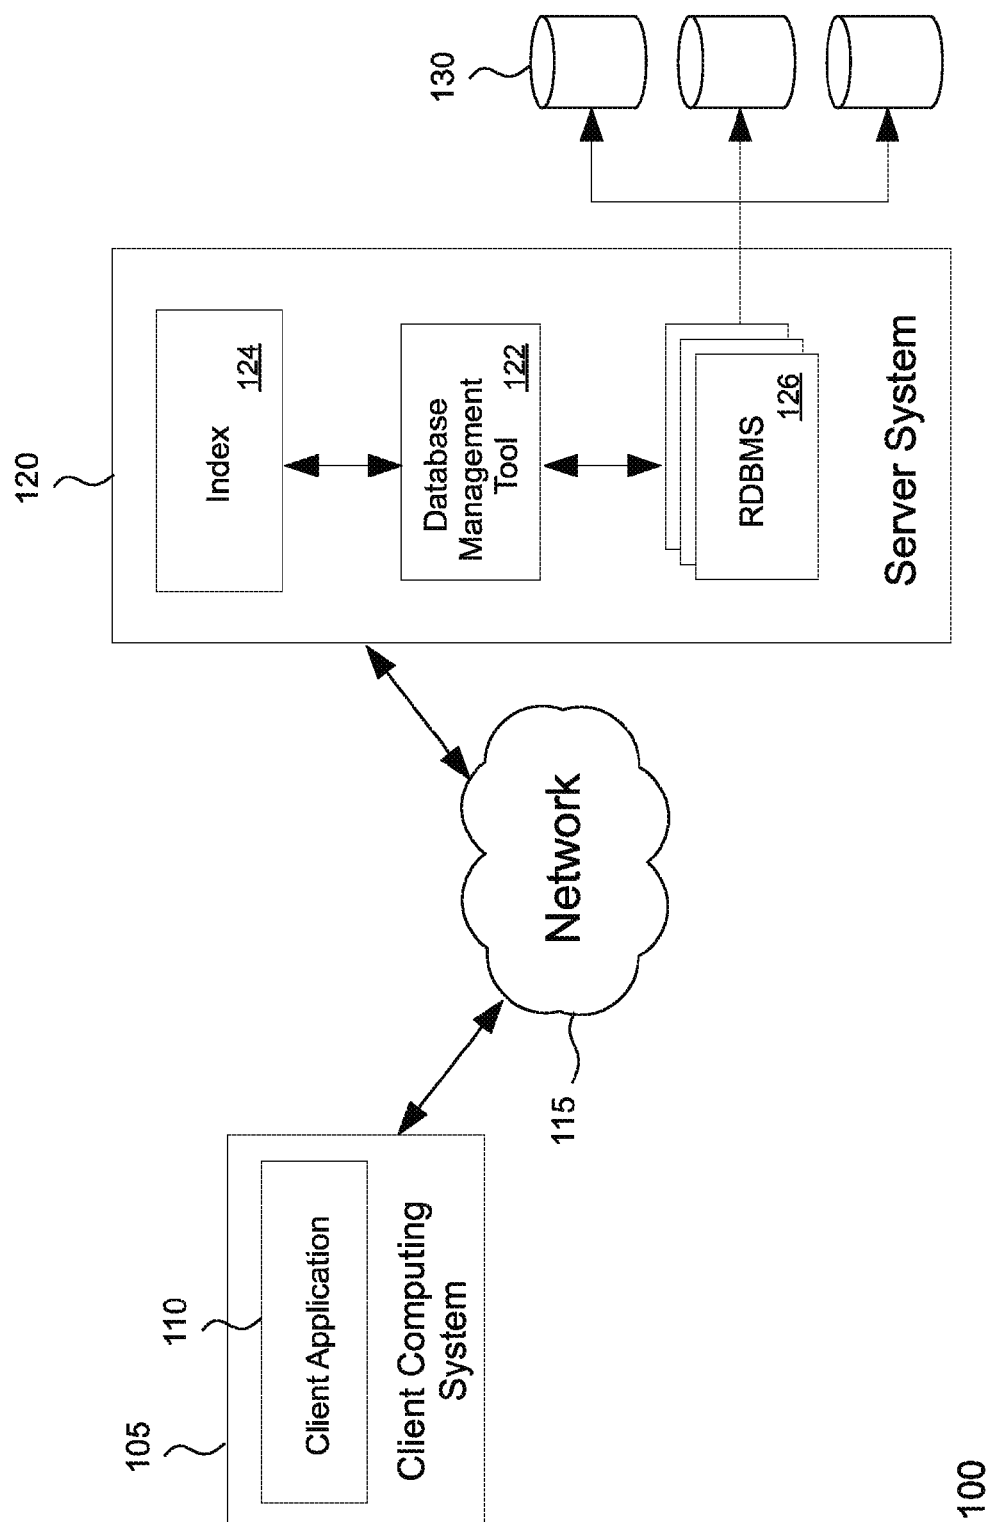 105
110
Client Application
Client Computing
System
115
Network
120
Index
124
Database
Management
Tool
122
RDBMS
126
Server System
130
100